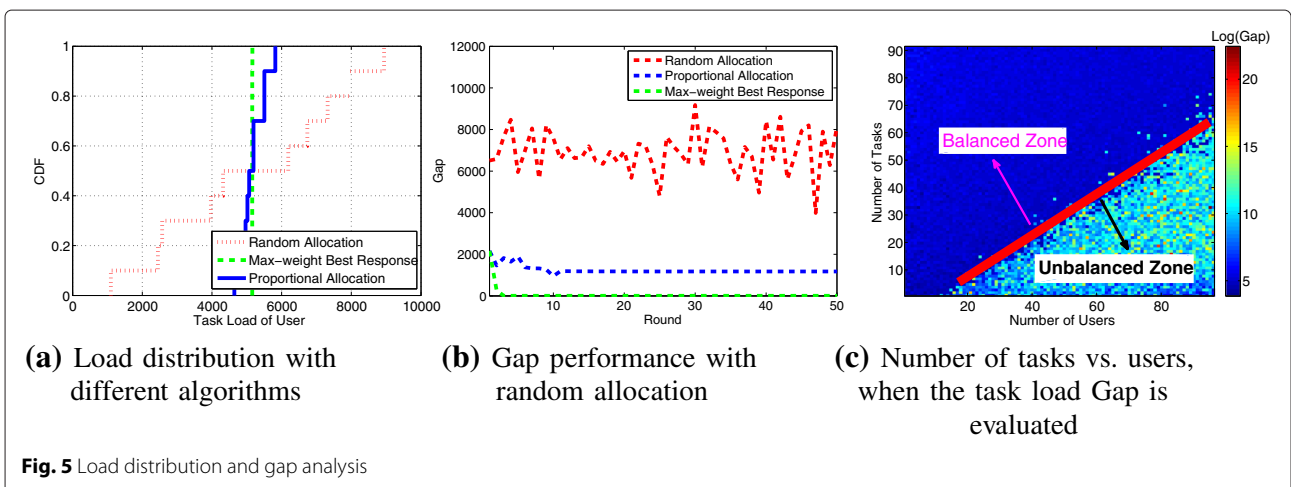 1
0.8
0.6
0.4
0.2
0
CDF
Random Allocation
Max-weight Best Response
Proportional Allocation
0 2000 4000 6000 8000 10000
Task Load of User
12000
10000
8000
6000
4000
2000
0
Gap
Random Allocation
Proportional Allocation
Max-weight Best Response
10 20 30 40 50
Round
Log(Gap)
90
80
70
60
50
40
30
20
10
Number of Tasks
Balanced Zone
Unbalanced Zone
20 40 60 80
Number of Users
20
15
10
5
(a) Load distribution with
different algorithms
(b) Gap performance with
random allocation
(c) Number of tasks vs. users,
when the task load Gap is
evaluated
Fig. 5 Load distribution and gap analysis